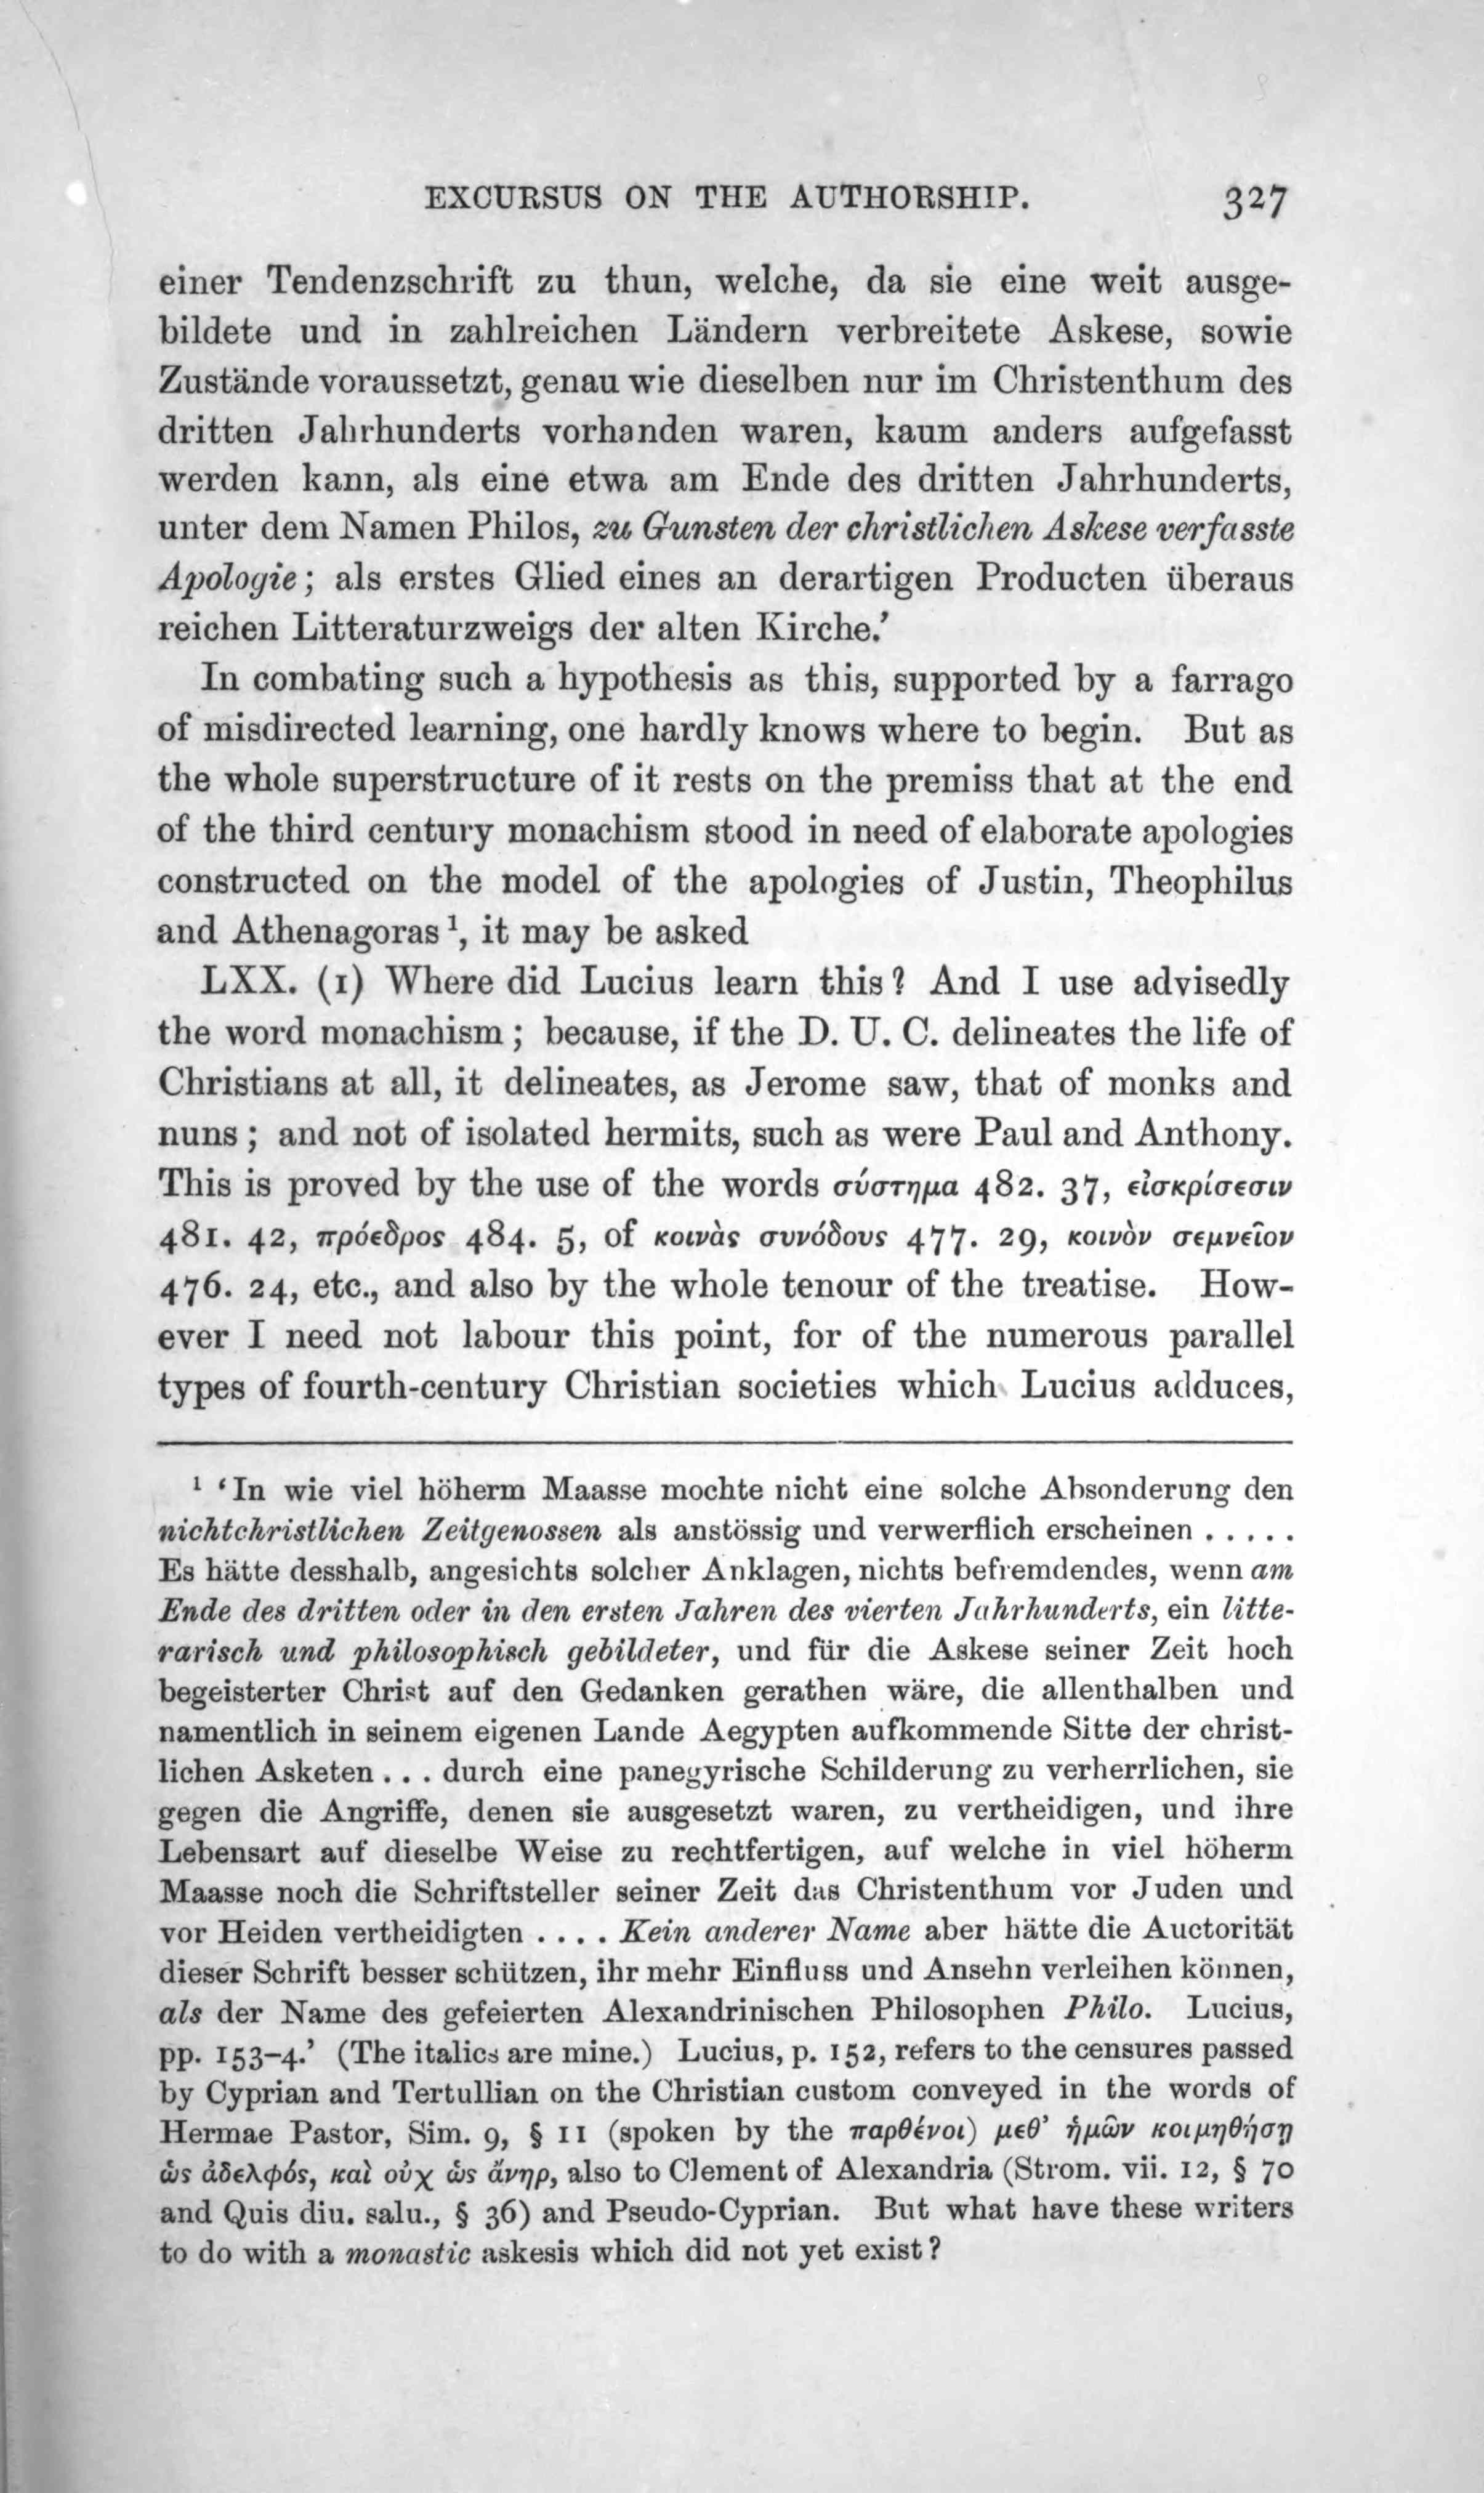 EXCURSUS ON THE AUTHORSHIP. 327
einer Tendenzschrift zu thun, welche, da sie eine weit ausge-
bildete und in zahlreichen Ländern verbreitete Askese, sowie
Zustände voraussetzt, genau wie dieselben nur im Christenthum des
dritten Jahrhunderts vorhanden waren, kaum anders aufgefasst
werden kann, als eine etwa am Ende des dritten Jahrhunderts,
unter dem Namen Philos, zu Gunsten der christlichen Askese verfasste
Apologie; als erstes Glied eines an derartigen Producten überaus
reichen Litteraturzweigs der alten Kirche.'
In combating such a hypothesis as this, supported by a farrago
of misdirected learning, one hardly knows where to begin. But as
the whole superstructure of it rests on the premiss that at the end
of the third century monachism stood in need of elaborate apologies
constructed on the model of the apologies of Justin, Theophilus
and Athenagoras¹, it may be asked
LXX. (1) Where did Lucius learn this? And I use advisedly
the word monachism; because, if the D. U. C. delineates the life of
Christians at all, it delineates, as Jerome saw, that of monks and
nuns; and not of isolated hermits, such as were Paul and Anthony.
This is proved by the use of the words σύστημα 482. 37, εἰσκρίσεσιν
481. 42, πρόεδρος 484. 5, of κοινὰς συνόδους 477. 29, κοινὸν σεμνεῖον
476. 24, etc., and also by the whole tenour of the treatise. How-
ever I need not labour this point, for of the numerous parallel
types of fourth-century Christian societies which Lucius adduces,
¹ 'In wie viel höherm Maasse mochte nicht eine solche Absonderung den
nichtchristlichen Zeitgenossen als anstössig und verwerflich erscheinen . . . . .
Es hätte desshalb, angesichts solcher Anklagen, nichts befremdendes, wenn am
Ende des dritten oder in den ersten Jahren des vierten Jahrhunderts, ein litte-
rarisch und philosophisch gebildeter, und für die Askese seiner Zeit hoch
begeisterter Christ auf den Gedanken gerathen wäre, die allenthalben und
namentlich in seinem eigenen Lande Aegypten aufkommende Sitte der christ-
lichen Asketen . . . durch eine panegyrische Schilderung zu verherrlichen, sie
gegen die Angriffe, denen sie ausgesetzt waren, zu vertheidigen, und ihre
Lebensart auf dieselbe Weise zu rechtfertigen, auf welche in viel höherm
Maasse noch die Schriftsteller seiner Zeit das Christenthum vor Juden und
vor Heiden vertheidigten . . . . Kein anderer Name aber hätte die Auctorität
dieser Schrift besser schützen, ihr mehr Einfluss und Ansehn verleihen können,
als der Name des gefeierten Alexandrinischen Philosophen Philo. Lucius,
pp. 153–4.' (The italics are mine.) Lucius, p. 152, refers to the censures passed
by Cyprian and Tertullian on the Christian custom conveyed in the words of
Hermae Pastor, Sim. 9, § 11 (spoken by the παρθένοι) μεθ' ἡμῶν κοιμηθήσῃ
ὡς ἀδελφός, καὶ οὐχ ὡς ἄνηρ, also to Clement of Alexandria (Strom. vii. 12, § 70
and Quis diu. salu., § 36) and Pseudo-Cyprian. But what have these writers
to do with a monastic askesis which did not yet exist?